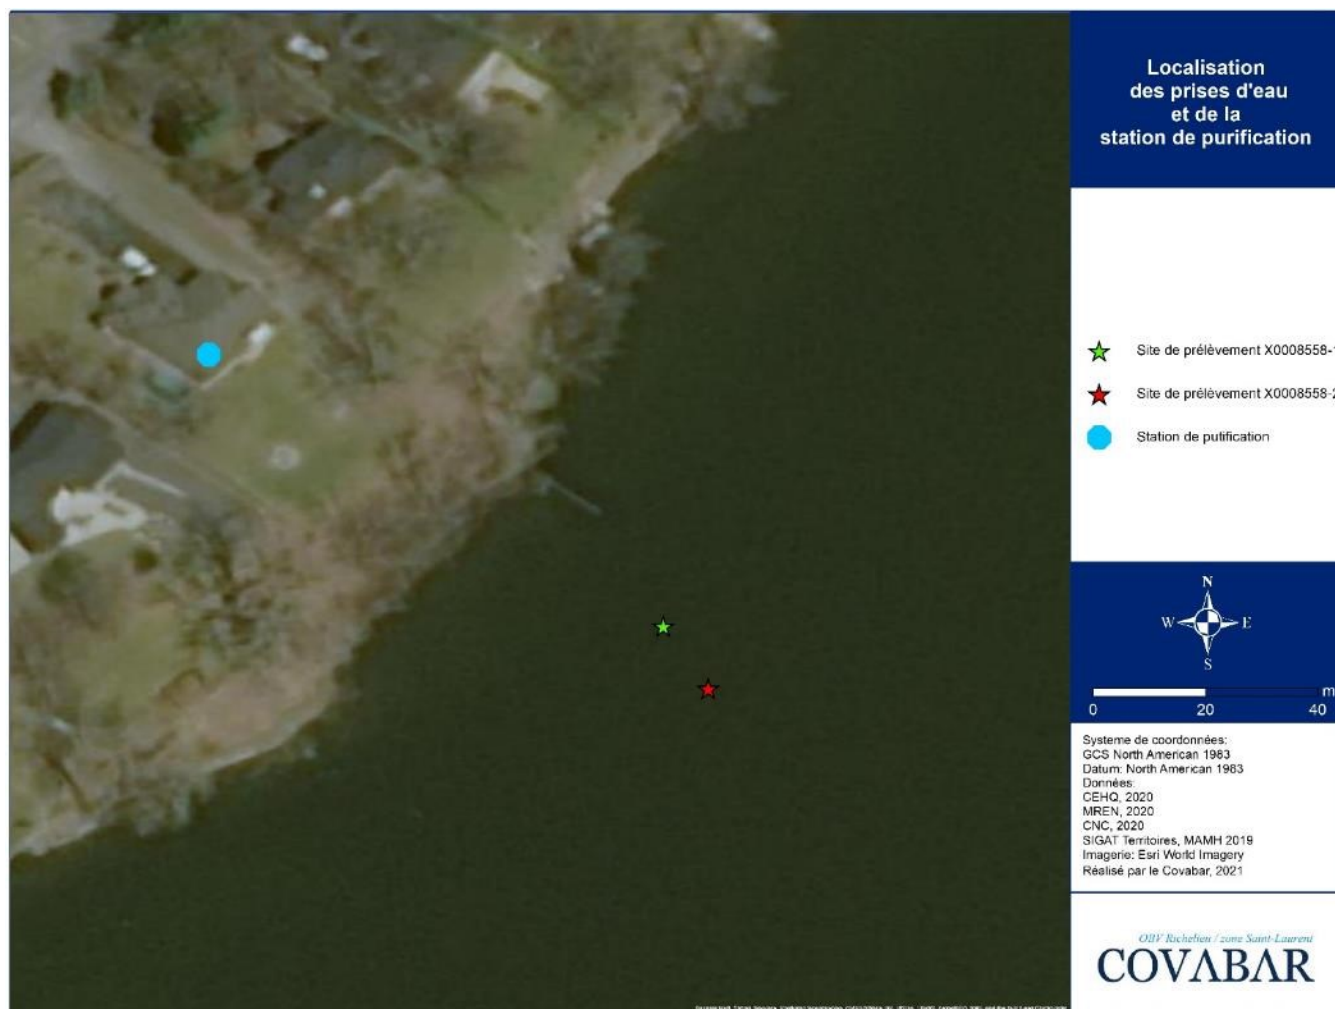 Localisation
des prises d'eau
et de la
station de purification
Site de prélèvement X0008558-1
Site de prélèvement X0008558-2
Station de putification
N
W E
S
m
0 20 40
Systeme de coordonnées:
GCS North American 1983
Datum: North American 1983
Données:
CEHQ, 2020
MREN, 2020
CNC, 2020
SIGAT Territoires, MAMH 2019
Imagerie: Esri World Imagery
Réalisé par le Covabar, 2021
OBV Richelieu / zone Saint-Laurent
COVABAR